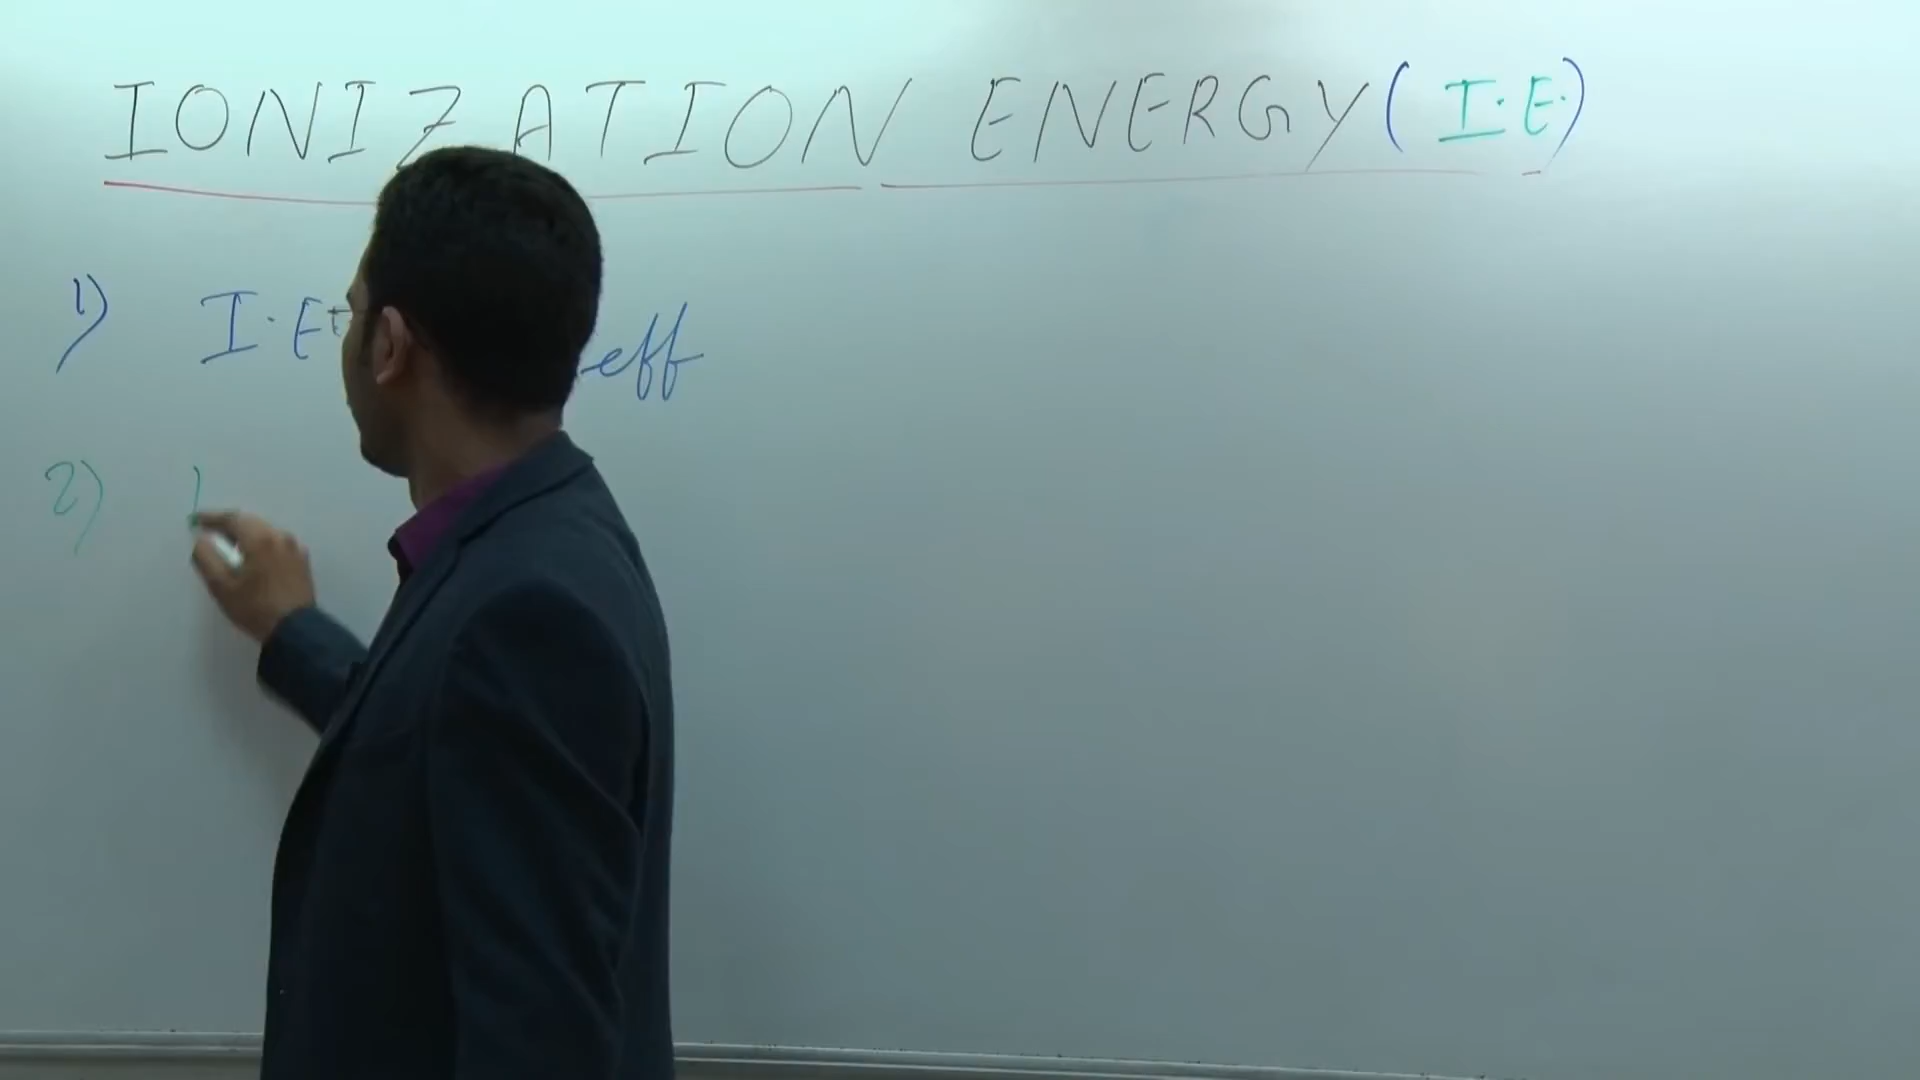 IONIZATION ENERGY (I.E.)
1) I.E eff
2)